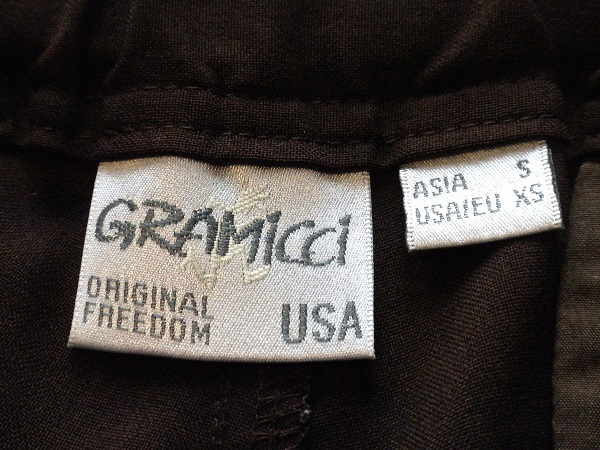 GRAMICCI
ORIGINAL
FREEDOM
USA
ASIA S
USA/EU XS